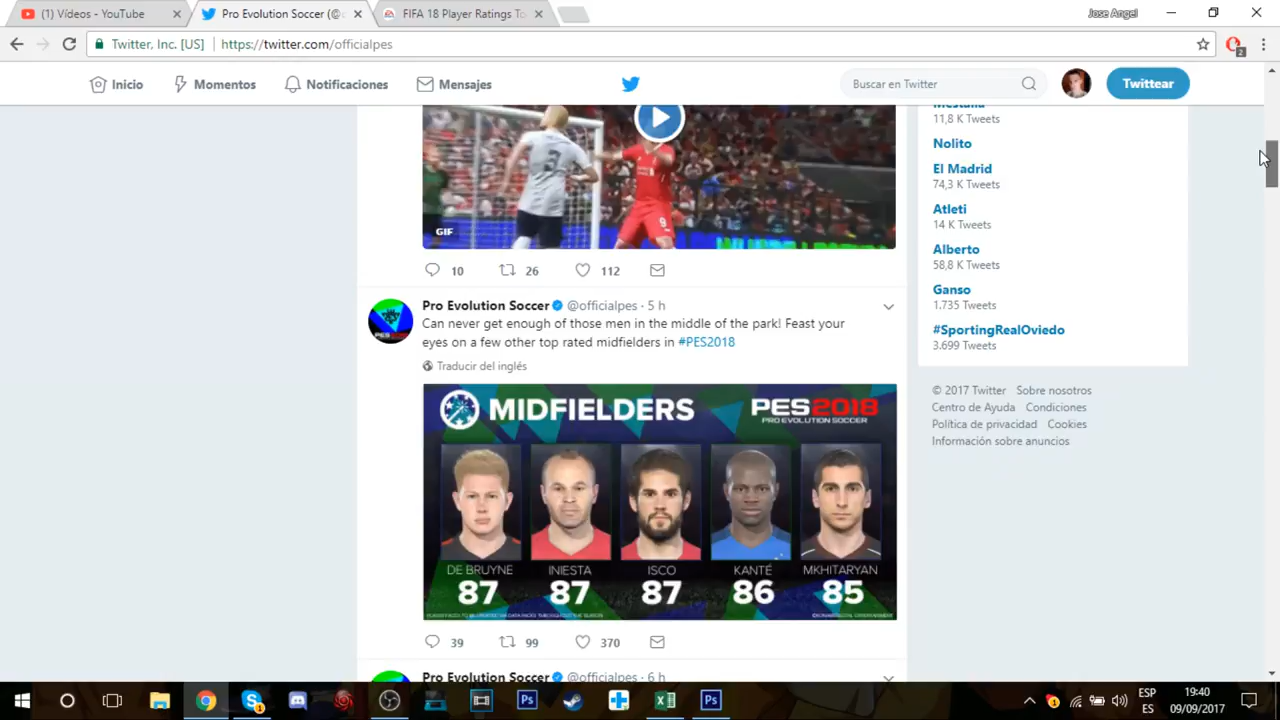 (1) Vídeos - YouTube
Pro Evolution Soccer (@c
FIFA 18 Player Ratings To
Jose Angel
Twitter, Inc. [US]
https://twitter.com/officialpes
2
Inicio
Momentos
Notificaciones
Mensajes
Buscar en Twitter
Twittear
Mestalla
11,8 K Tweets
Nolito
El Madrid
74,3 K Tweets
Atleti
14 K Tweets
Alberto
58,8 K Tweets
Ganso
1.735 Tweets
#SportingRealOviedo
3.699 Tweets
© 2017 Twitter Sobre nosotros
Centro de Ayuda Condiciones
Política de privacidad Cookies
Información sobre anuncios
3
9
GIF
10 26 112
Pro Evolution Soccer @officialpes · 5 h
Can never get enough of those men in the middle of the park! Feast your
eyes on a few other top rated midfielders in #PES2018
Traducir del inglés
MIDFIELDERS
PES2018
PRO EVOLUTION SOCCER
DE BRUYNE INIESTA ISCO KANTÉ MKHITARYAN
87 87 87 86 85
39 99 370
Pro Evolution Soccer @officialpes · 6 h
ESP
ES
19:40
09/09/2017